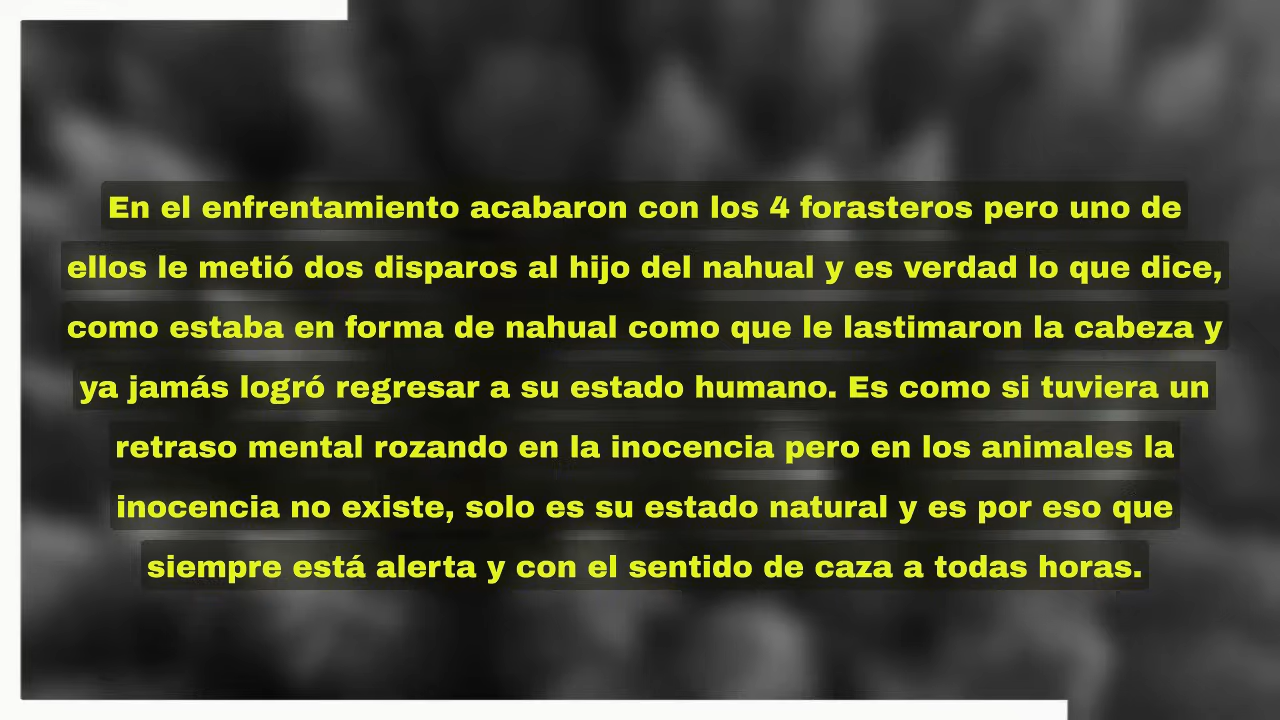 En el enfrentamiento acabaron con los 4 forasteros pero uno de
ellos le metió dos disparos al hijo del nahual y es verdad lo que dice,
como estaba en forma de nahual como que le lastimaron la cabeza y
ya jamás logró regresar a su estado humano. Es como si tuviera un
retraso mental rozando en la inocencia pero en los animales la
inocencia no existe, solo es su estado natural y es por eso que
siempre está alerta y con el sentido de caza a todas horas.